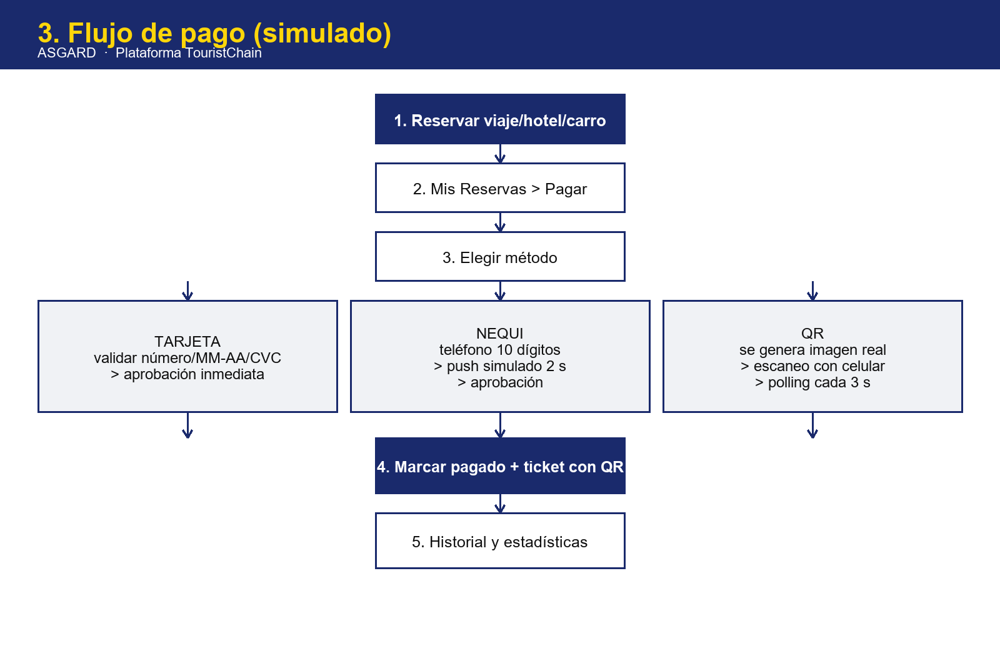 3. Flujo de pago (simulado)
ASGARD · Plataforma TouristChain
1. Reservar viaje/hotel/carro
2. Mis Reservas > Pagar
3. Elegir método
TARJETA
validar número/MM-AA/CVC
> aprobación inmediata
NEQUI
teléfono 10 dígitos
> push simulado 2 s
> aprobación
QR
se genera imagen real
> escaneo con celular
> polling cada 3 s
4. Marcar pagado + ticket con QR
5. Historial y estadísticas